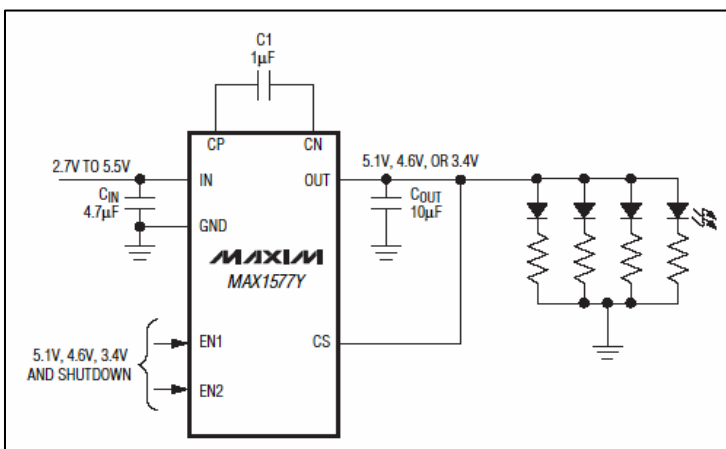 C1
1µF
CP
CN
2.7V TO 5.5V
IN
OUT
5.1V, 4.6V, OR 3.4V
CIN
4.7µF
COUT
10µF
GND
MAXIM
MAX1577Y
5.1V, 4.6V, 3.4V
AND SHUTDOWN
EN1
CS
EN2